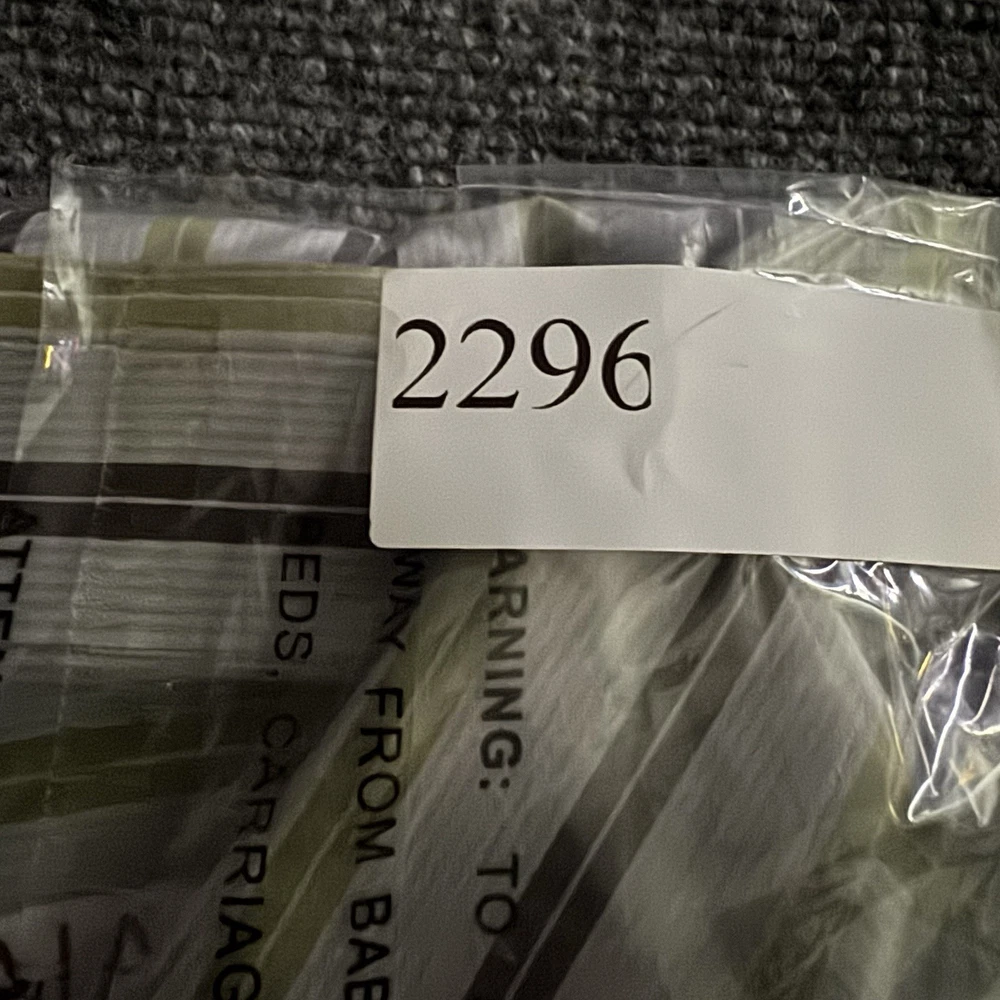 2296
ARNING: TO
WAY FROM BAB
EDS, CARRIAG